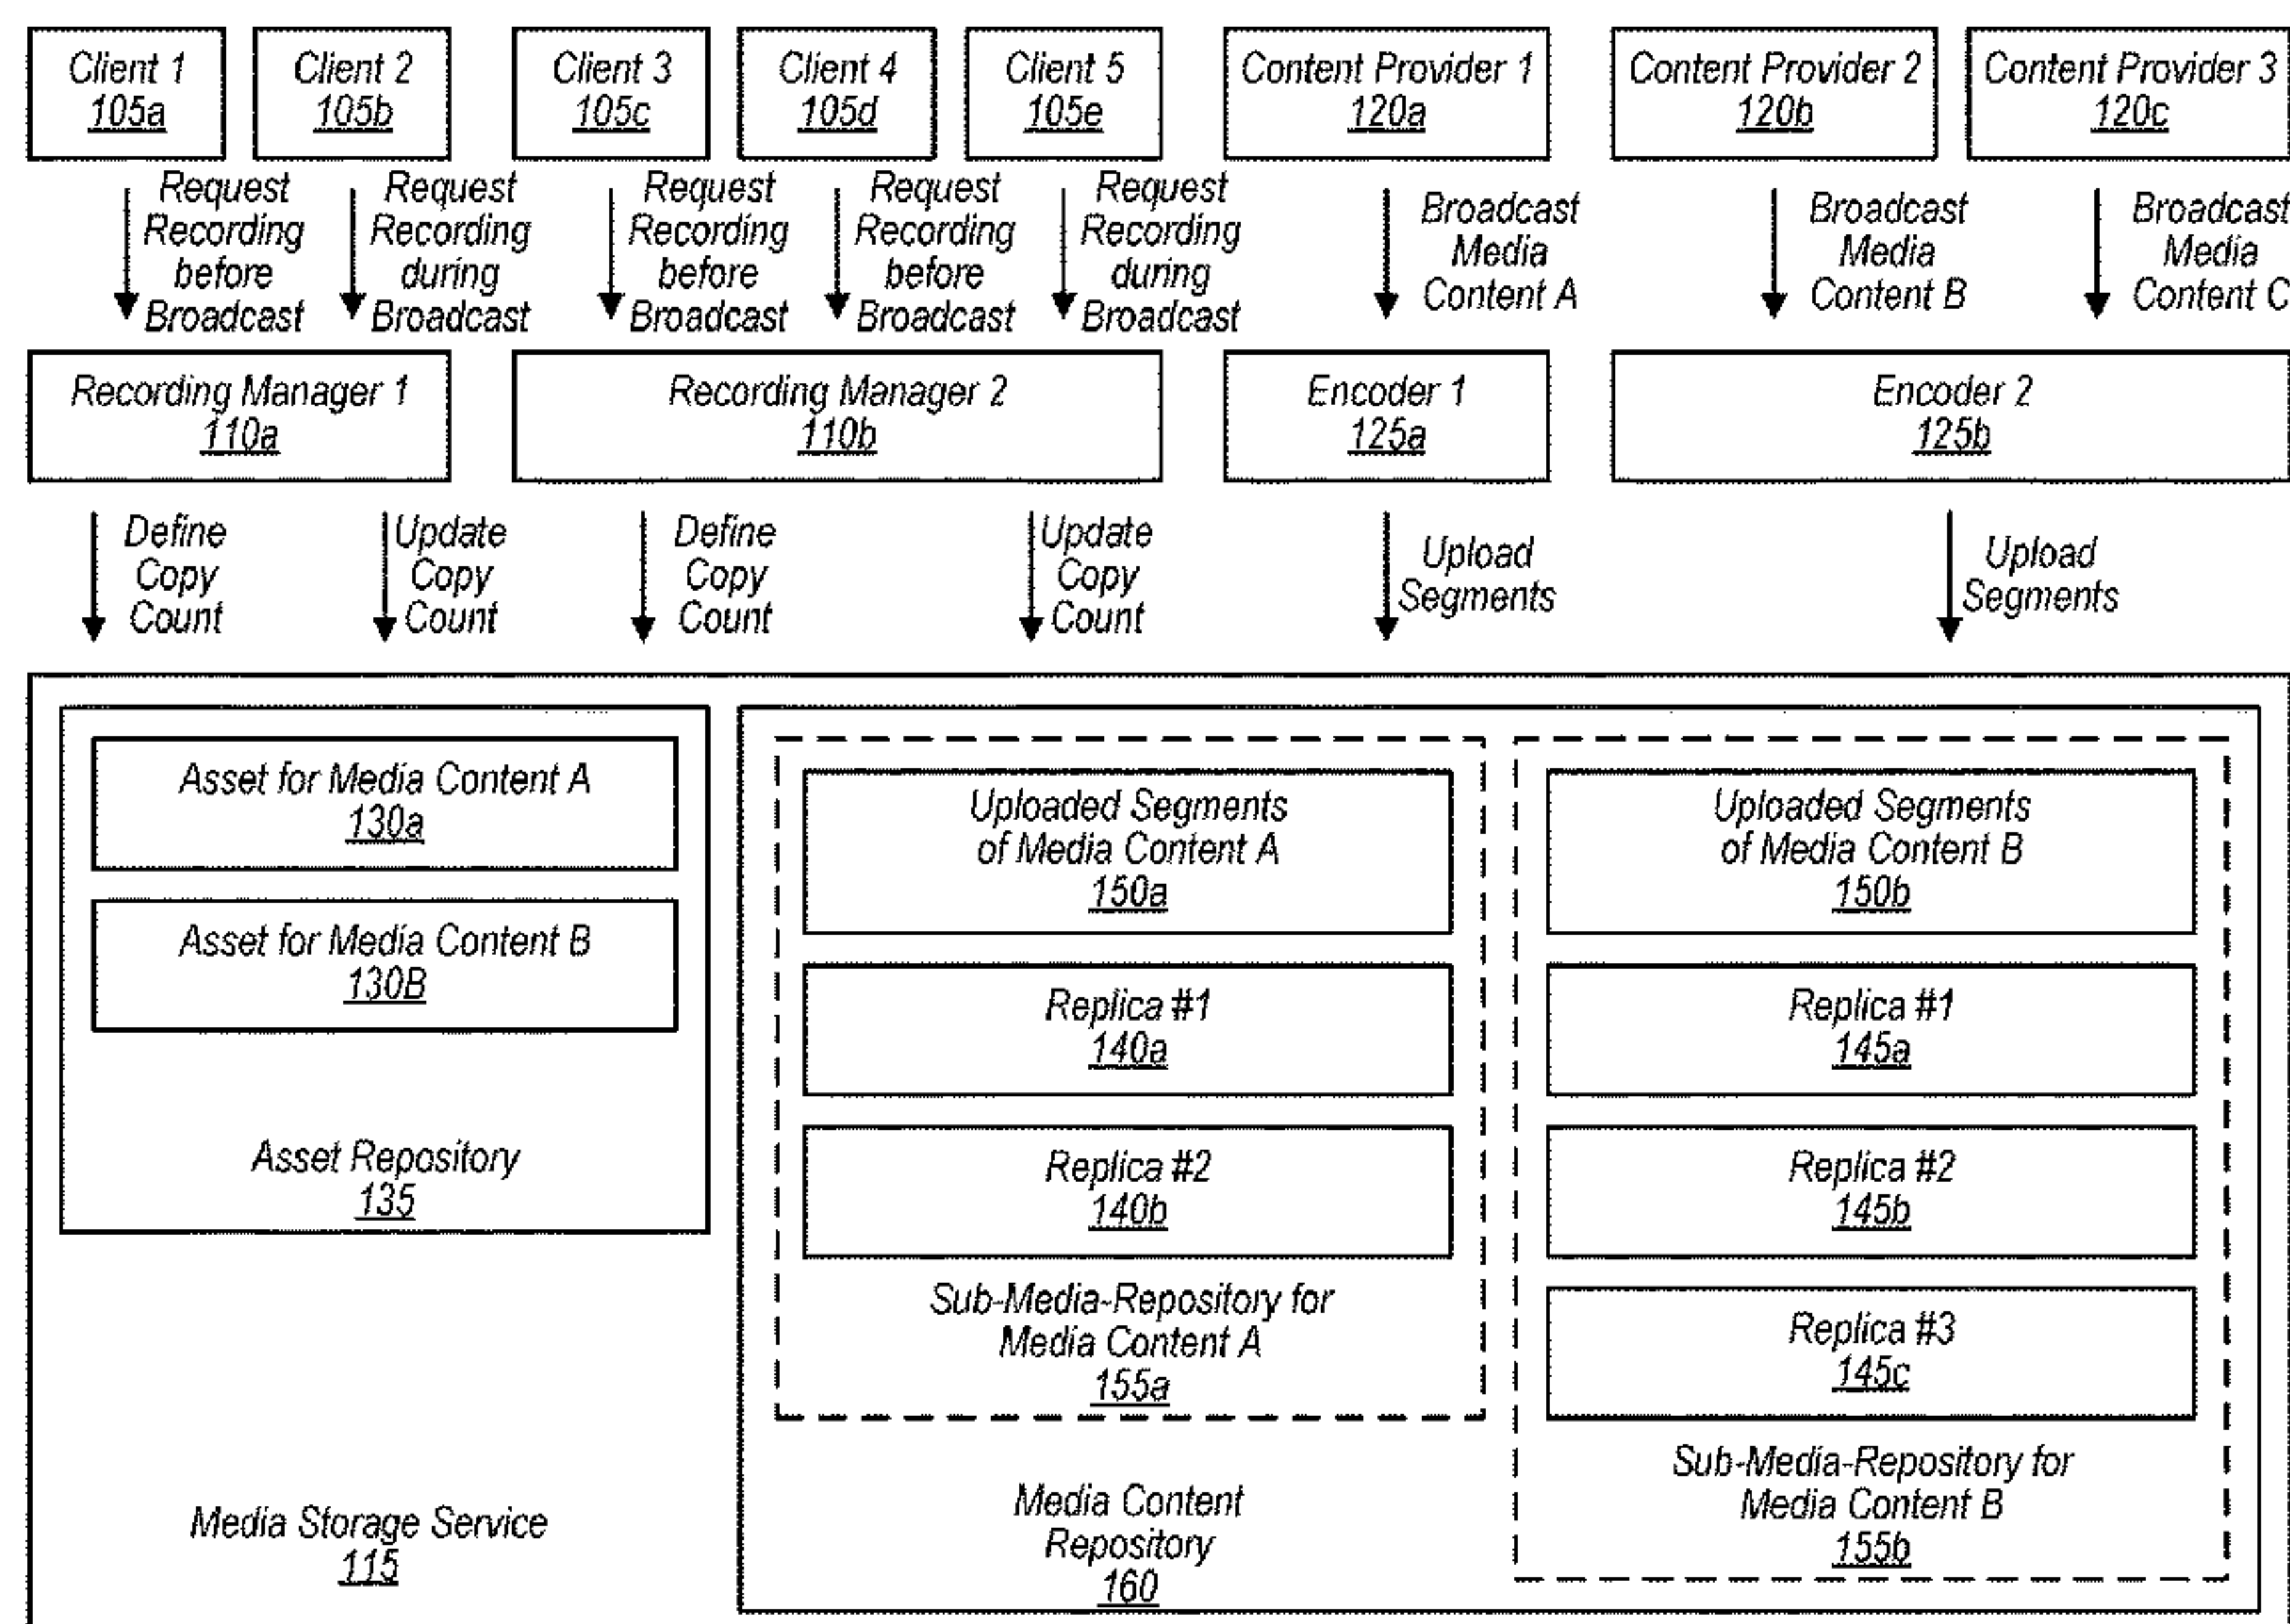 Client 1
105a
Client 2
105b
Client 3
105c
Client 4
105d
Client 5
105e
Content Provider 1
120a
Content Provider 2
120b
Content Provider 3
120c
Request
Recording
before
Broadcast
Request
Recording
during
Broadcast
Request
Recording
before
Broadcast
Request
Recording
before
Broadcast
Request
Recording
during
Broadcast
Broadcast
Media
Content A
Broadcast
Media
Content B
Broadcast
Media
Content C
Recording Manager 1
110a
Recording Manager 2
110b
Encoder 1
125a
Encoder 2
125b
Define
Copy
Count
Update
Copy
Count
Define
Copy
Count
Update
Copy
Count
Upload
Segments
Upload
Segments
Asset for Media Content A
130a
Asset for Media Content B
130B
Asset Repository
135
Media Storage Service
115
Uploaded Segments
of Media Content A
150a
Replica #1
140a
Replica #2
140b
Sub-Media-Repository for
Media Content A
155a
Media Content
Repository
160
Uploaded Segments
of Media Content B
150b
Replica #1
145a
Replica #2
145b
Replica #3
145c
Sub-Media-Repository for
Media Content B
155b